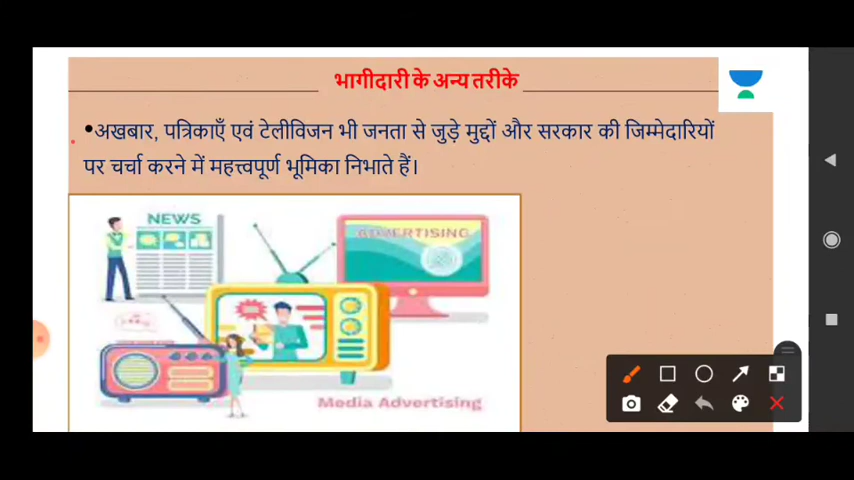 भागीदारी के अन्य तरीके
•अखबार, पत्रिकाएँ एवं टेलीविजन भी जनता से जुड़े मुद्दों और सरकार की जिम्मेदारियों
पर चर्चा करने में महत्त्वपूर्ण भूमिका निभाते हैं।
NEWS
ADVERTISING
Media Advertising